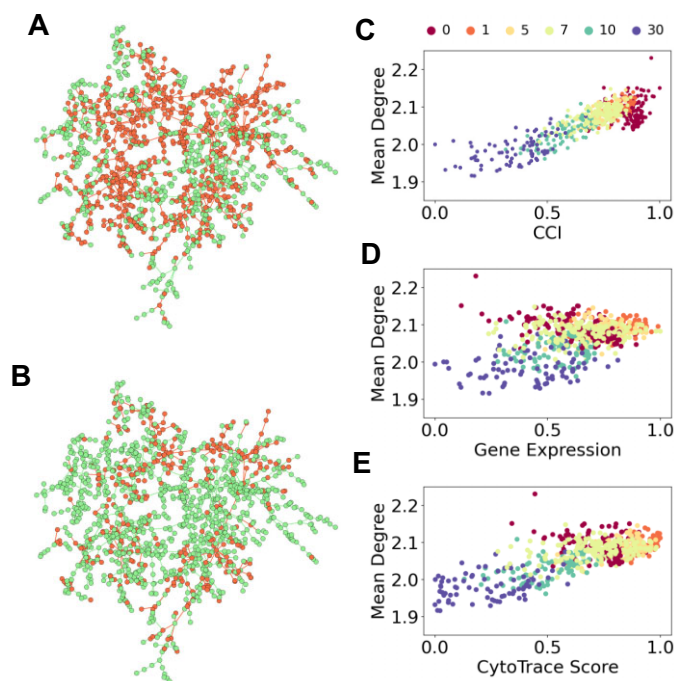 A
B
C
0 1 5 7 10 30
Mean Degree
2.2
2.1
2.0
1.9
0.0 0.5 1.0
CCI
D
Mean Degree
2.2
2.1
2.0
1.9
0.0 0.5 1.0
Gene Expression
E
Mean Degree
2.2
2.1
2.0
1.9
0.0 0.5 1.0
CytoTrace Score